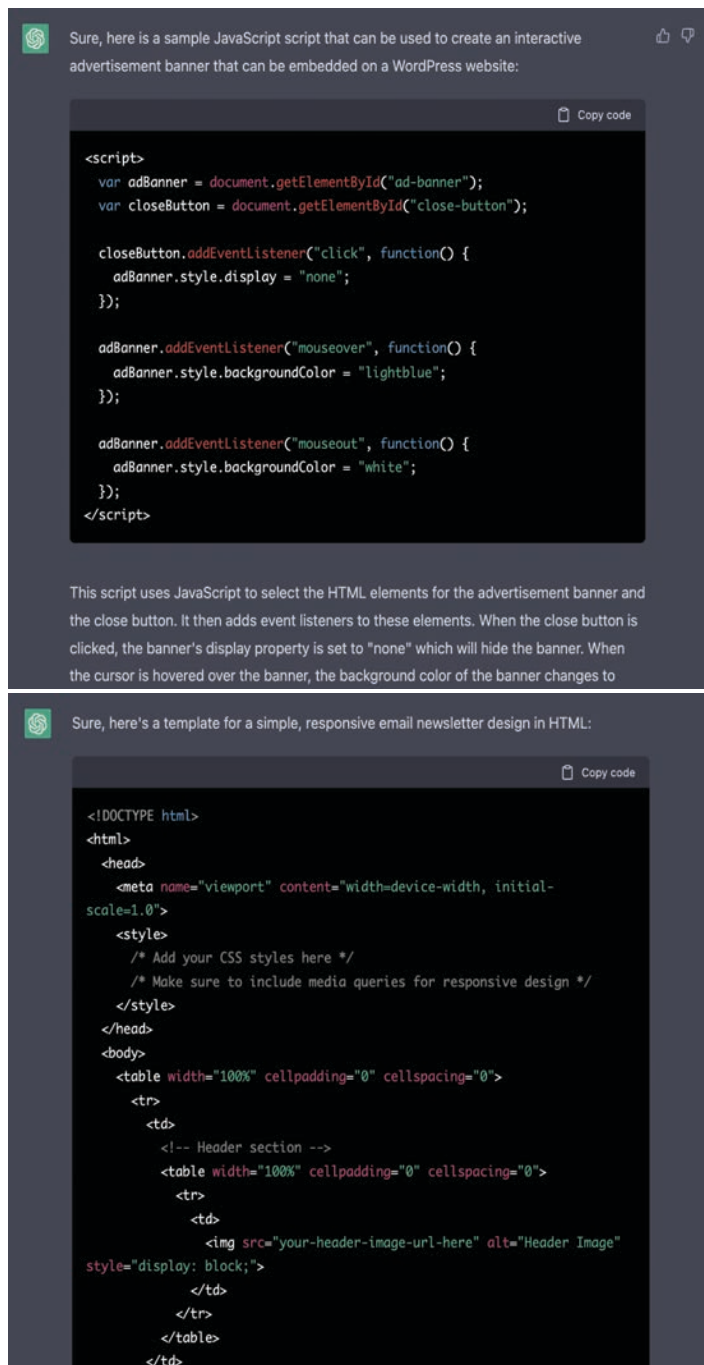 Sure, here is a sample JavaScript script that can be used to create an interactive
advertisement banner that can be embedded on a WordPress website:
Copy code
<script>
  var adBanner = document.getElementById("ad-banner");
  var closeButton = document.getElementById("close-button");

  closeButton.addEventListener("click", function() {
    adBanner.style.display = "none";
  });

  adBanner.addEventListener("mouseover", function() {
    adBanner.style.backgroundColor = "lightblue";
  });

  adBanner.addEventListener("mouseout", function() {
    adBanner.style.backgroundColor = "white";
  });
</script>
This script uses JavaScript to select the HTML elements for the advertisement banner and
the close button. It then adds event listeners to these elements. When the close button is
clicked, the banner's display property is set to "none" which will hide the banner. When
the cursor is hovered over the banner, the background color of the banner changes to
Sure, here's a template for a simple, responsive email newsletter design in HTML:
Copy code
<!DOCTYPE html>
<html>
  <head>
    <meta name="viewport" content="width=device-width, initial-
scale=1.0">
    <style>
      /* Add your CSS styles here */
      /* Make sure to include media queries for responsive design */
    </style>
  </head>
  <body>
    <table width="100%" cellpadding="0" cellspacing="0">
      <tr>
        <td>
          <!-- Header section -->
          <table width="100%" cellpadding="0" cellspacing="0">
            <tr>
              <td>
                <img src="your-header-image-url-here" alt="Header Image"
style="display: block;">
              </td>
            </tr>
          </table>
        </td>